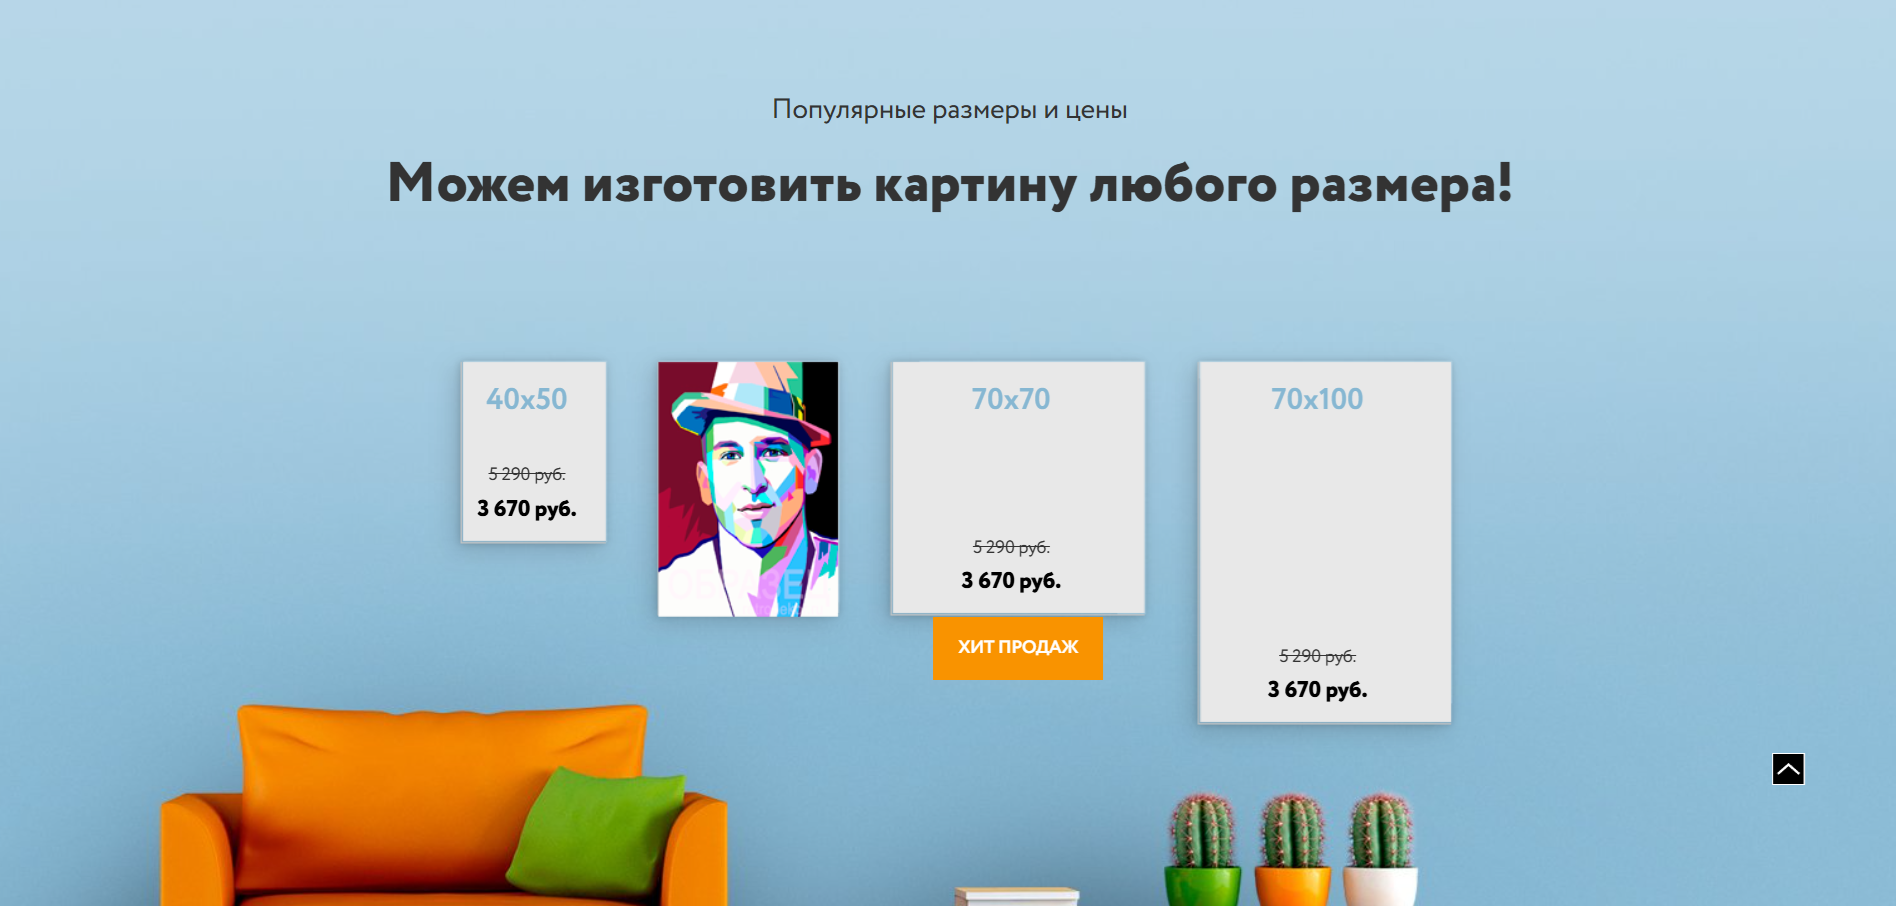 Популярные размеры и цены
Можем изготовить картину любого размера!
40x50
5 290 руб.
3 670 руб.
ОБРАЗЕЦ
70x70
5 290 руб.
3 670 руб.
ХИТ ПРОДАЖ
70x100
5 290 руб.
3 670 руб.